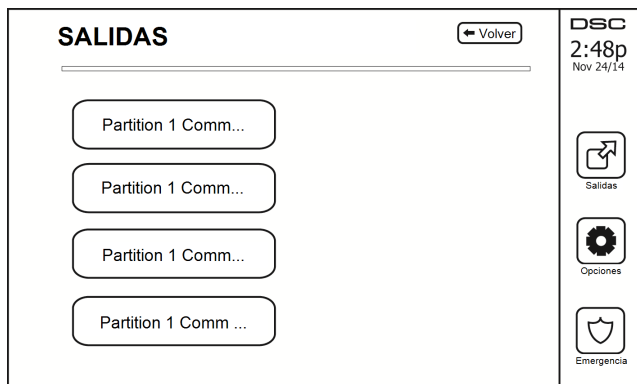 SALIDAS
Volver
Partition 1 Comm...
Partition 1 Comm...
Partition 1 Comm...
Partition 1 Comm ...
DSC
2:48p
Nov 24/14
Salidas
Opciones
Emergencia